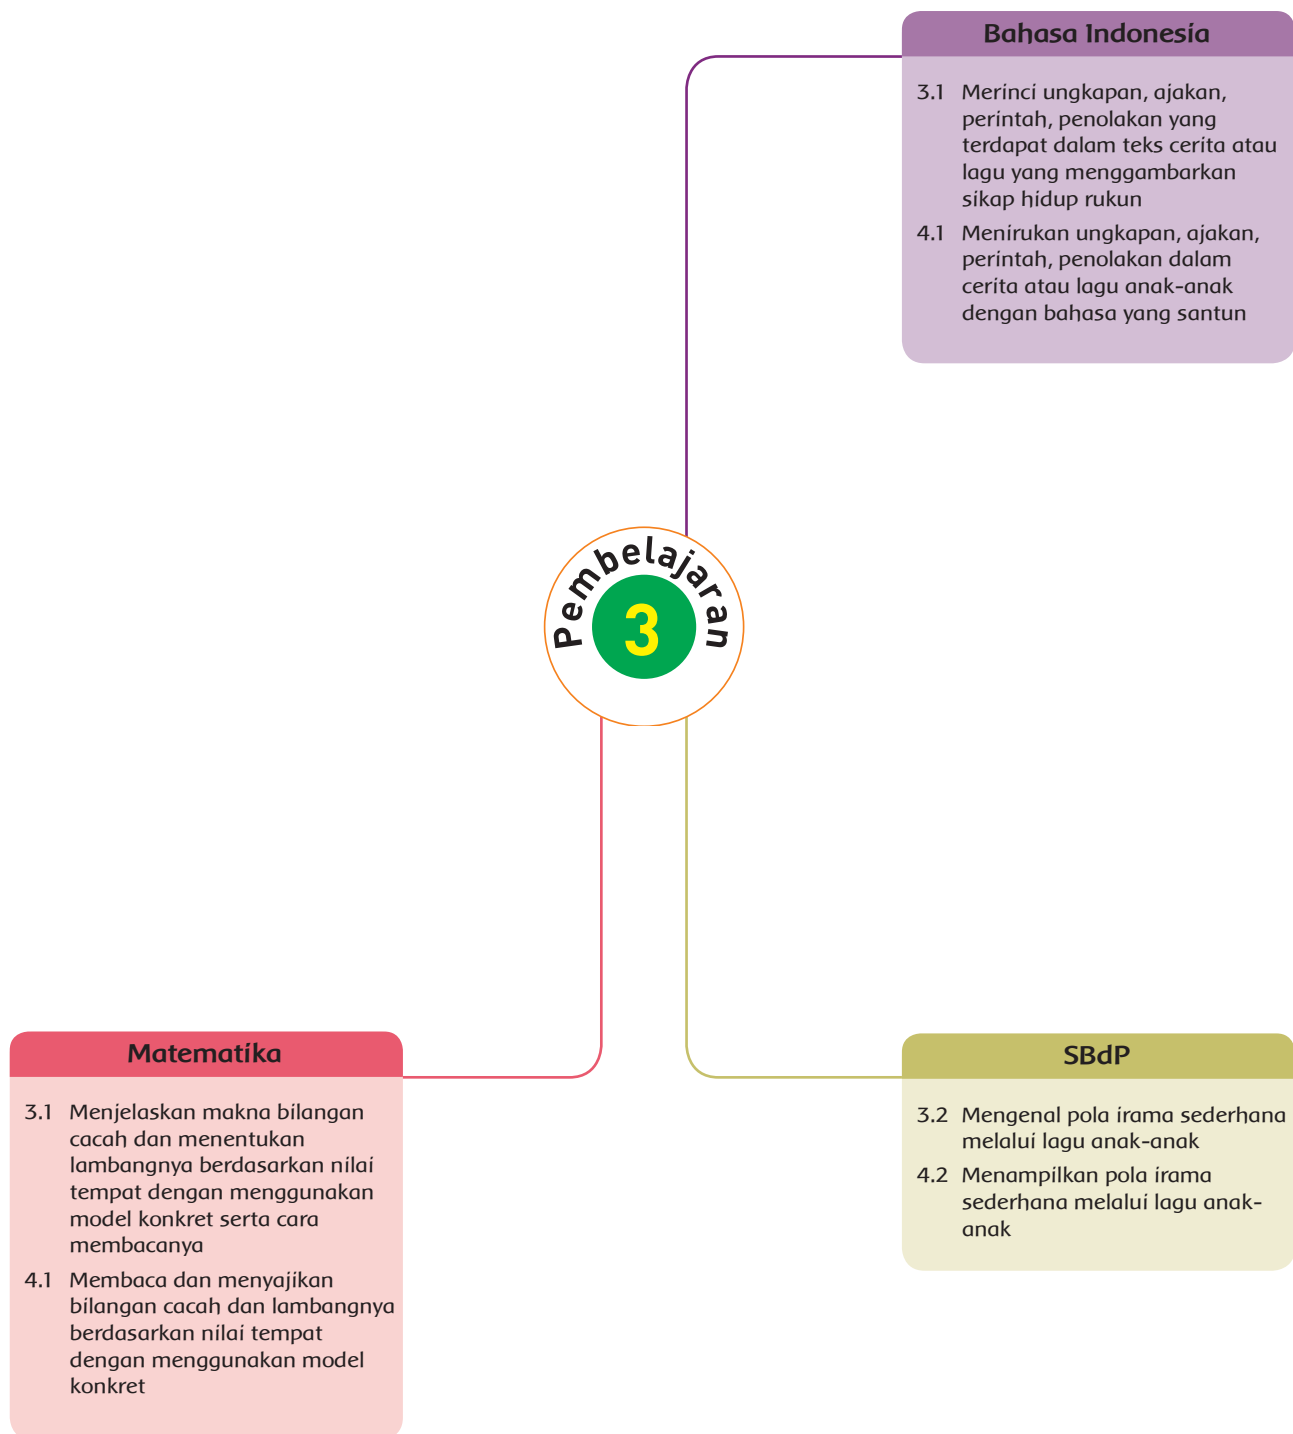 Bahasa Indonesia
3.1 Merinci ungkapan, ajakan,
perintah, penolakan yang
terdapat dalam teks cerita atau
lagu yang menggambarkan
sikap hidup rukun
4.1 Menirukan ungkapan, ajakan,
perintah, penolakan dalam
cerita atau lagu anak-anak
dengan bahasa yang santun
Pembelajaran
3
Matematika
3.1 Menjelaskan makna bilangan
cacah dan menentukan
lambangnya berdasarkan nilai
tempat dengan menggunakan
model konkret serta cara
membacanya
4.1 Membaca dan menyajikan
bilangan cacah dan lambangnya
berdasarkan nilai tempat
dengan menggunakan model
konkret
SBdP
3.2 Mengenal pola irama sederhana
melalui lagu anak-anak
4.2 Menampilkan pola irama
sederhana melalui lagu anak-
anak